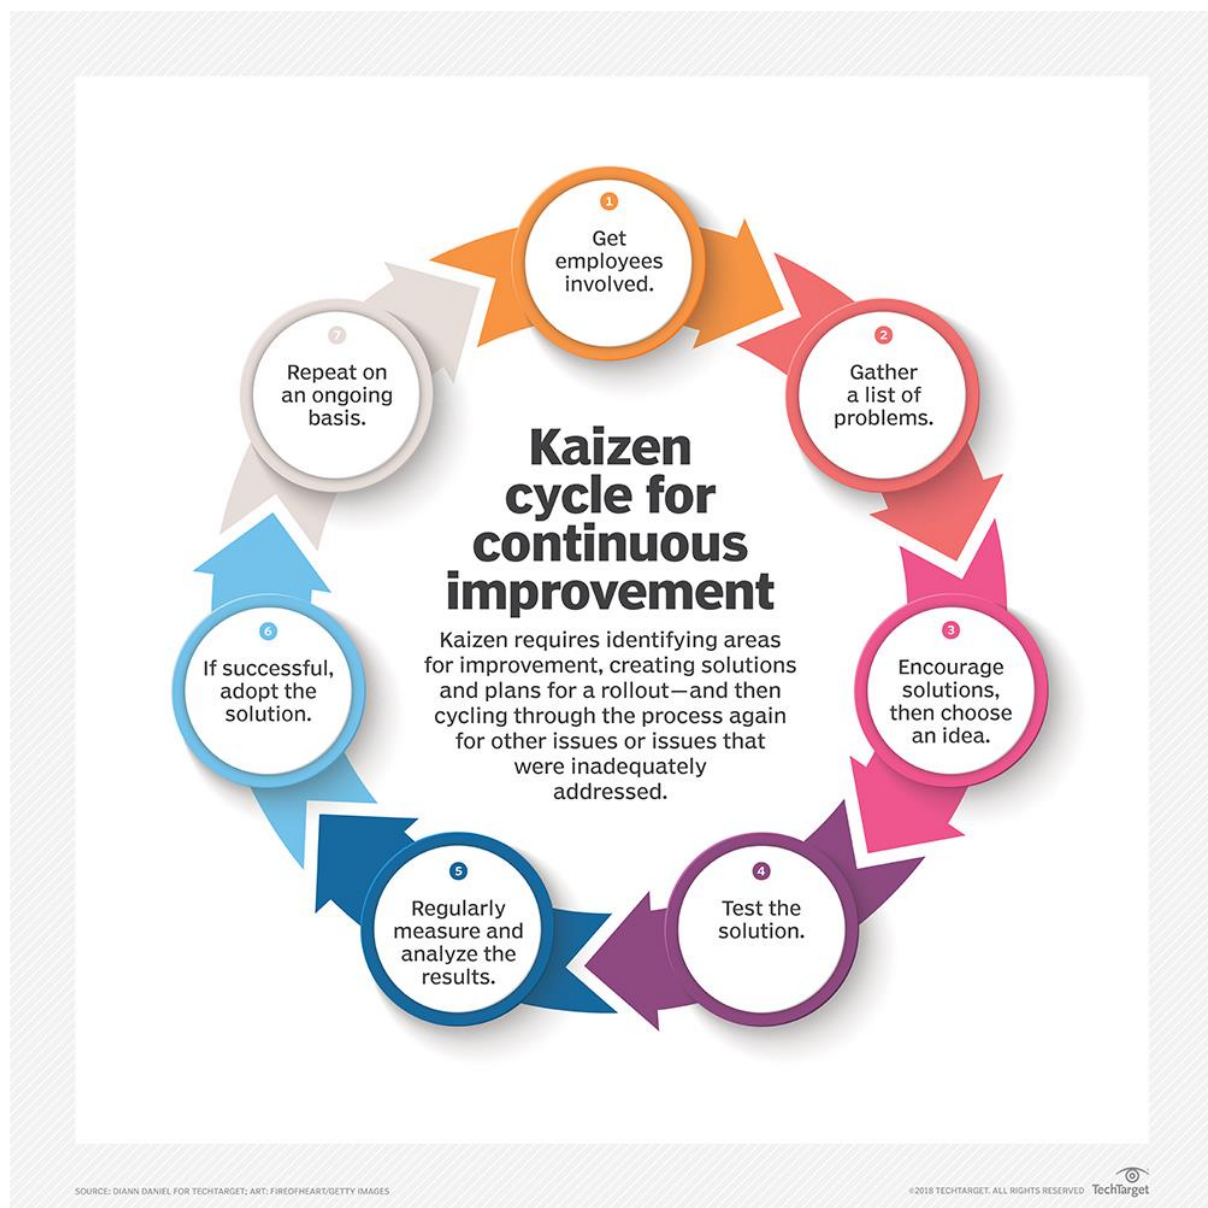 1
Get
employees
involved.
2
Gather
a list of
problems.
3
Encourage
solutions,
then choose
an idea.
4
Test the
solution.
5
Regularly
measure and
analyze the
results.
6
If successful,
adopt the
solution.
7
Repeat on
an ongoing
basis.
Kaizen
cycle for
continuous
improvement
Kaizen requires identifying areas
for improvement, creating solutions
and plans for a rollout—and then
cycling through the process again
for other issues or issues that
were inadequately
addressed.
SOURCE: DIANN DANIEL FOR TECHTARGET; ART: FIREOFHEART/GETTY IMAGES
©2018 TECHTARGET. ALL RIGHTS RESERVED TechTarget